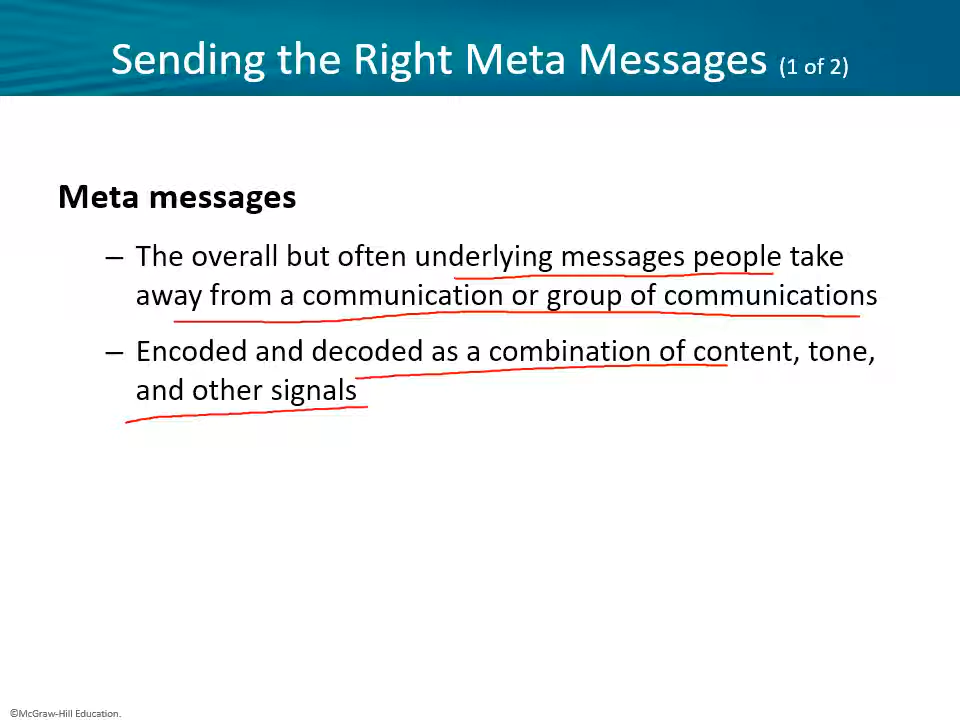 Sending the Right Meta Messages (1 of 2)
Meta messages
– The overall but often underlying messages people take
away from a communication or group of communications
– Encoded and decoded as a combination of content, tone,
and other signals
©McGraw-Hill Education.